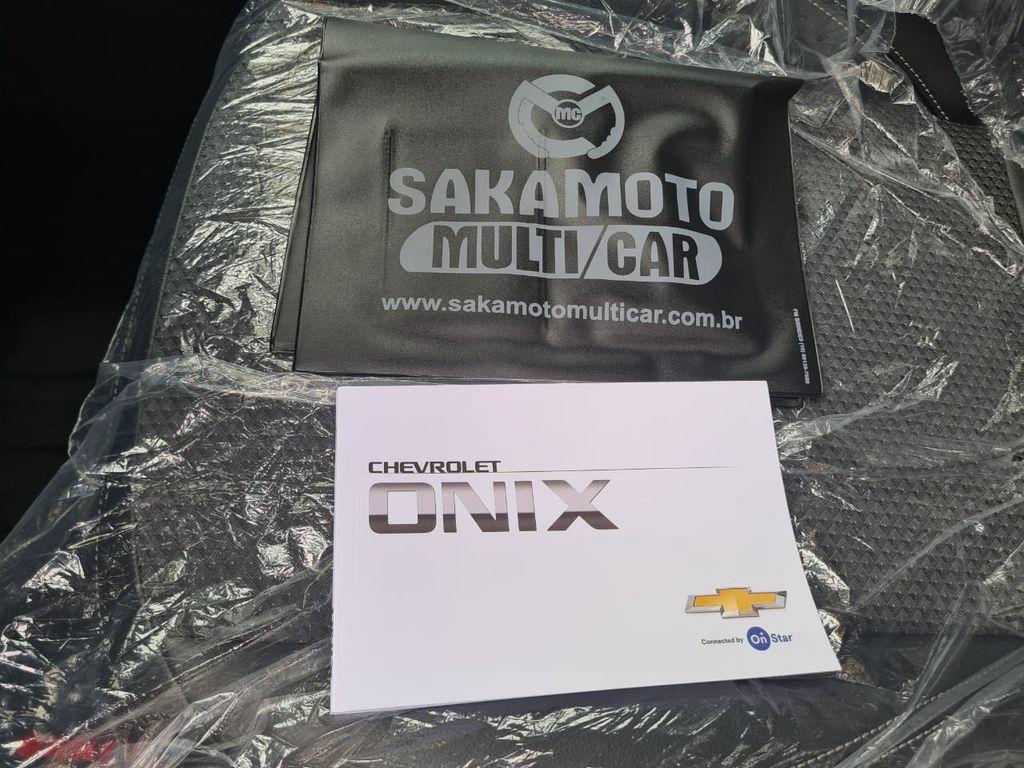 MC
SAKAMOTO
MULTI/CAR
www.sakamotomulticar.com.br
CHEVROLET
ONIX
Connected by OnStar